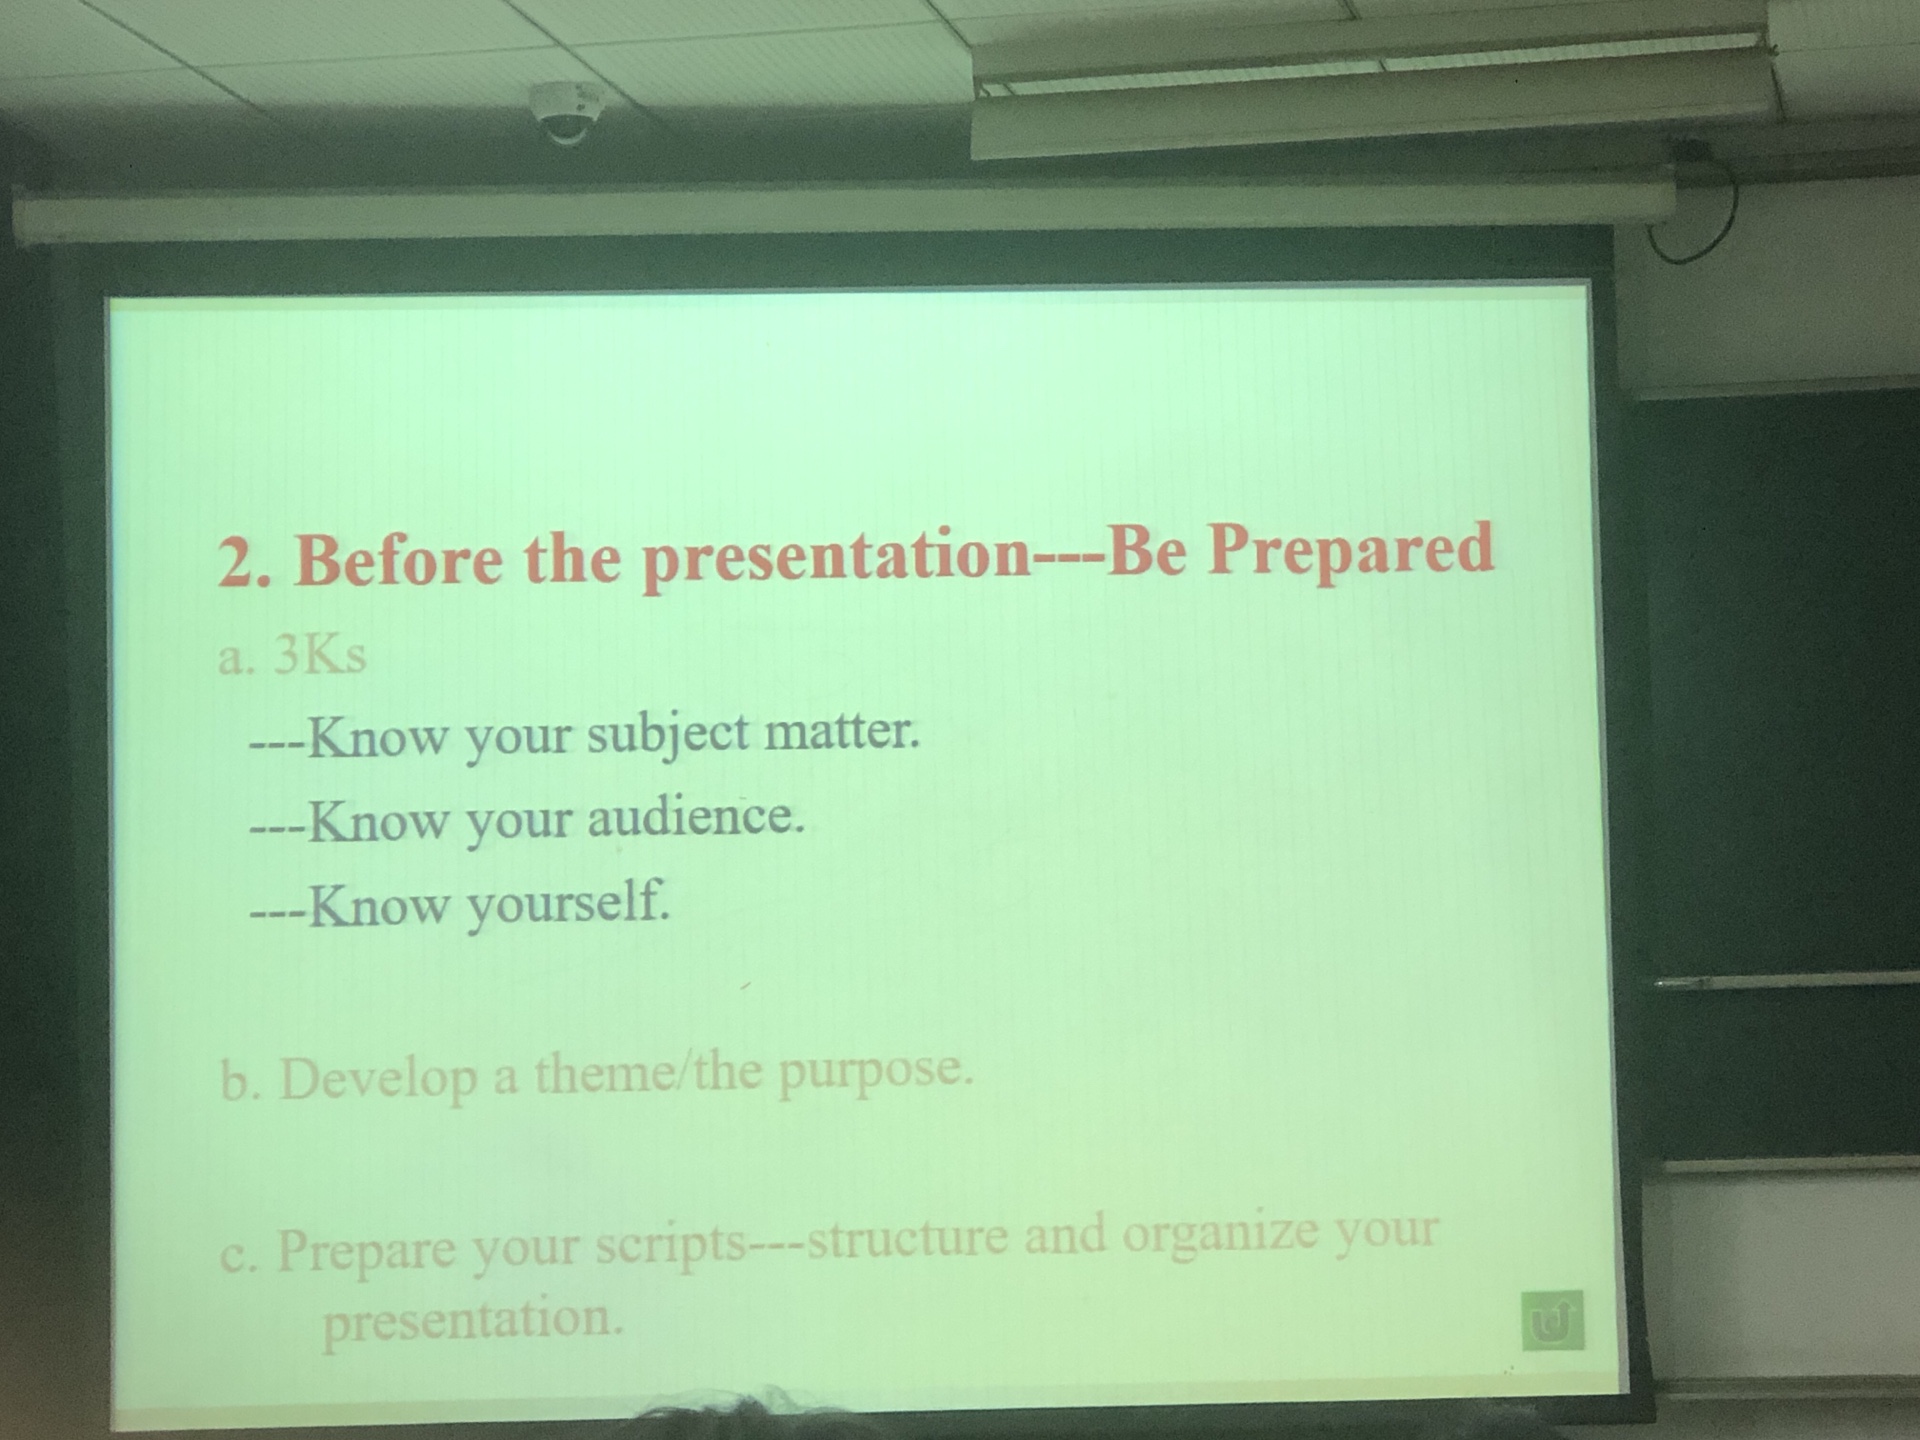 2. Before the presentation---Be Prepared
a. 3Ks
---Know your subject matter.
---Know your audience.
---Know yourself.
b. Develop a theme/the purpose.
c. Prepare your scripts---structure and organize your
presentation.